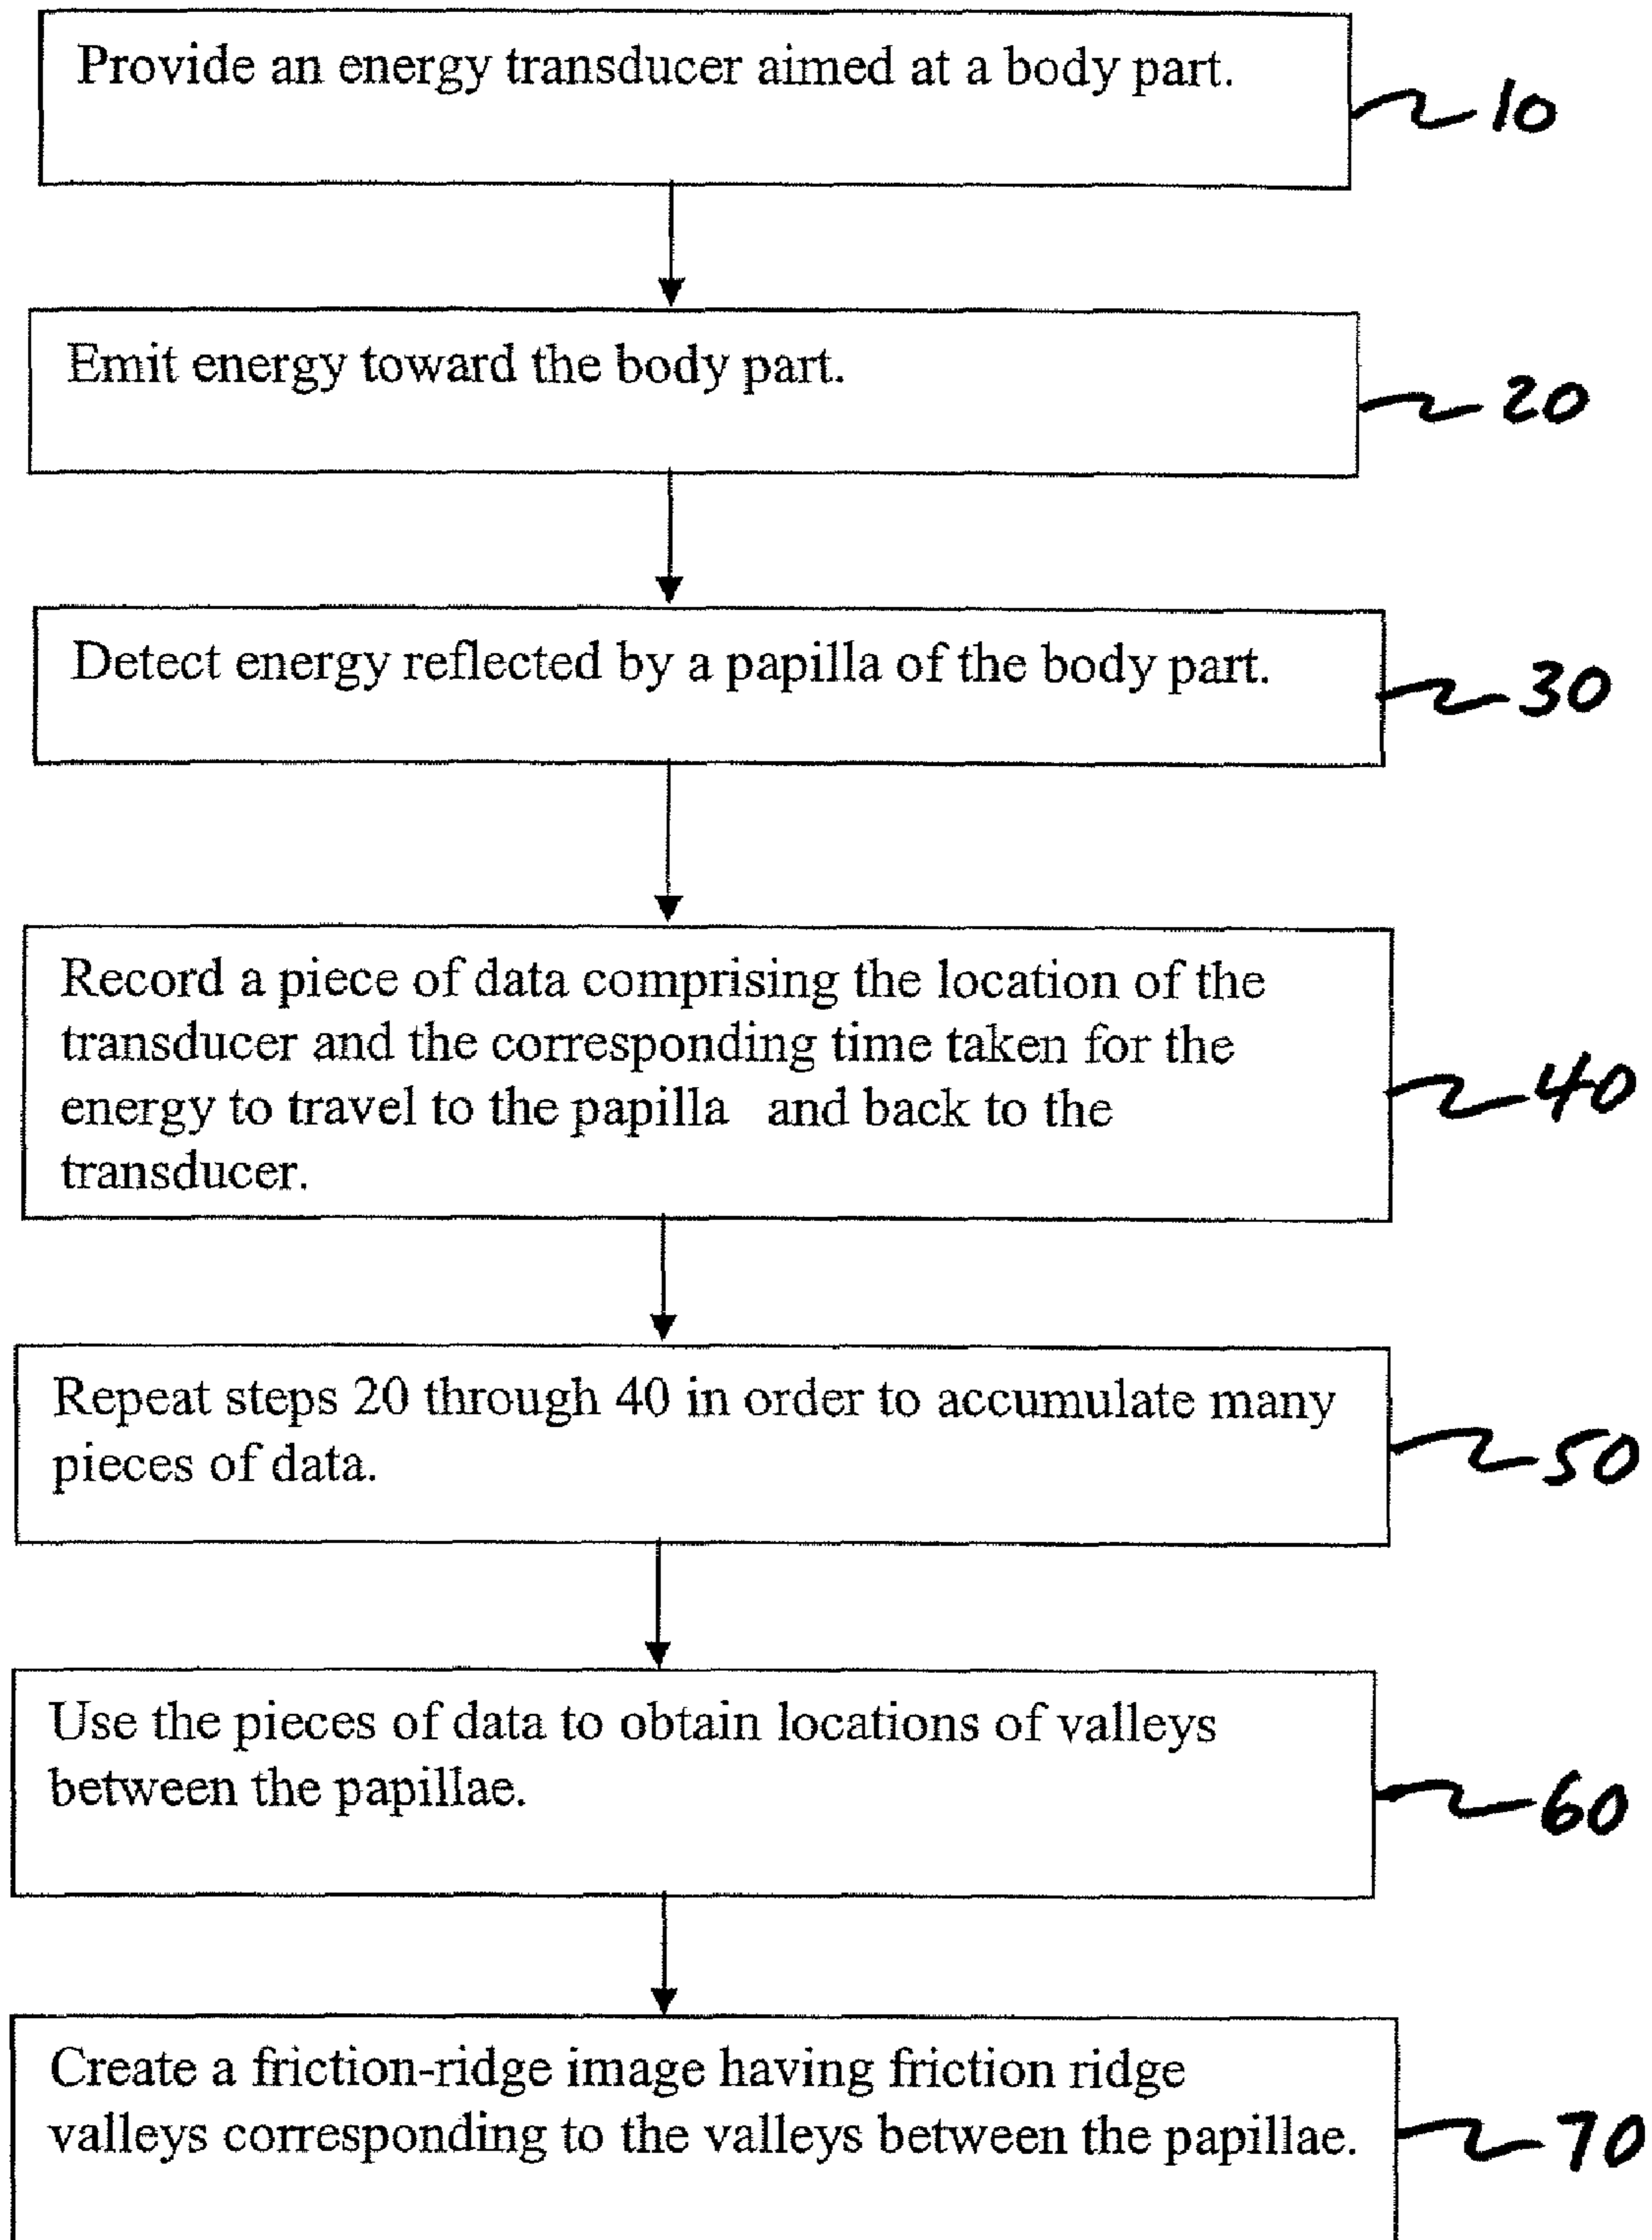 Provide an energy transducer aimed at a body part.
10
Emit energy toward the body part.
20
Detect energy reflected by a papilla of the body part.
30
Record a piece of data comprising the location of the
transducer and the corresponding time taken for the
energy to travel to the papilla and back to the
transducer.
40
Repeat steps 20 through 40 in order to accumulate many
pieces of data.
50
Use the pieces of data to obtain locations of valleys
between the papillae.
60
Create a friction-ridge image having friction ridge
valleys corresponding to the valleys between the papillae.
70